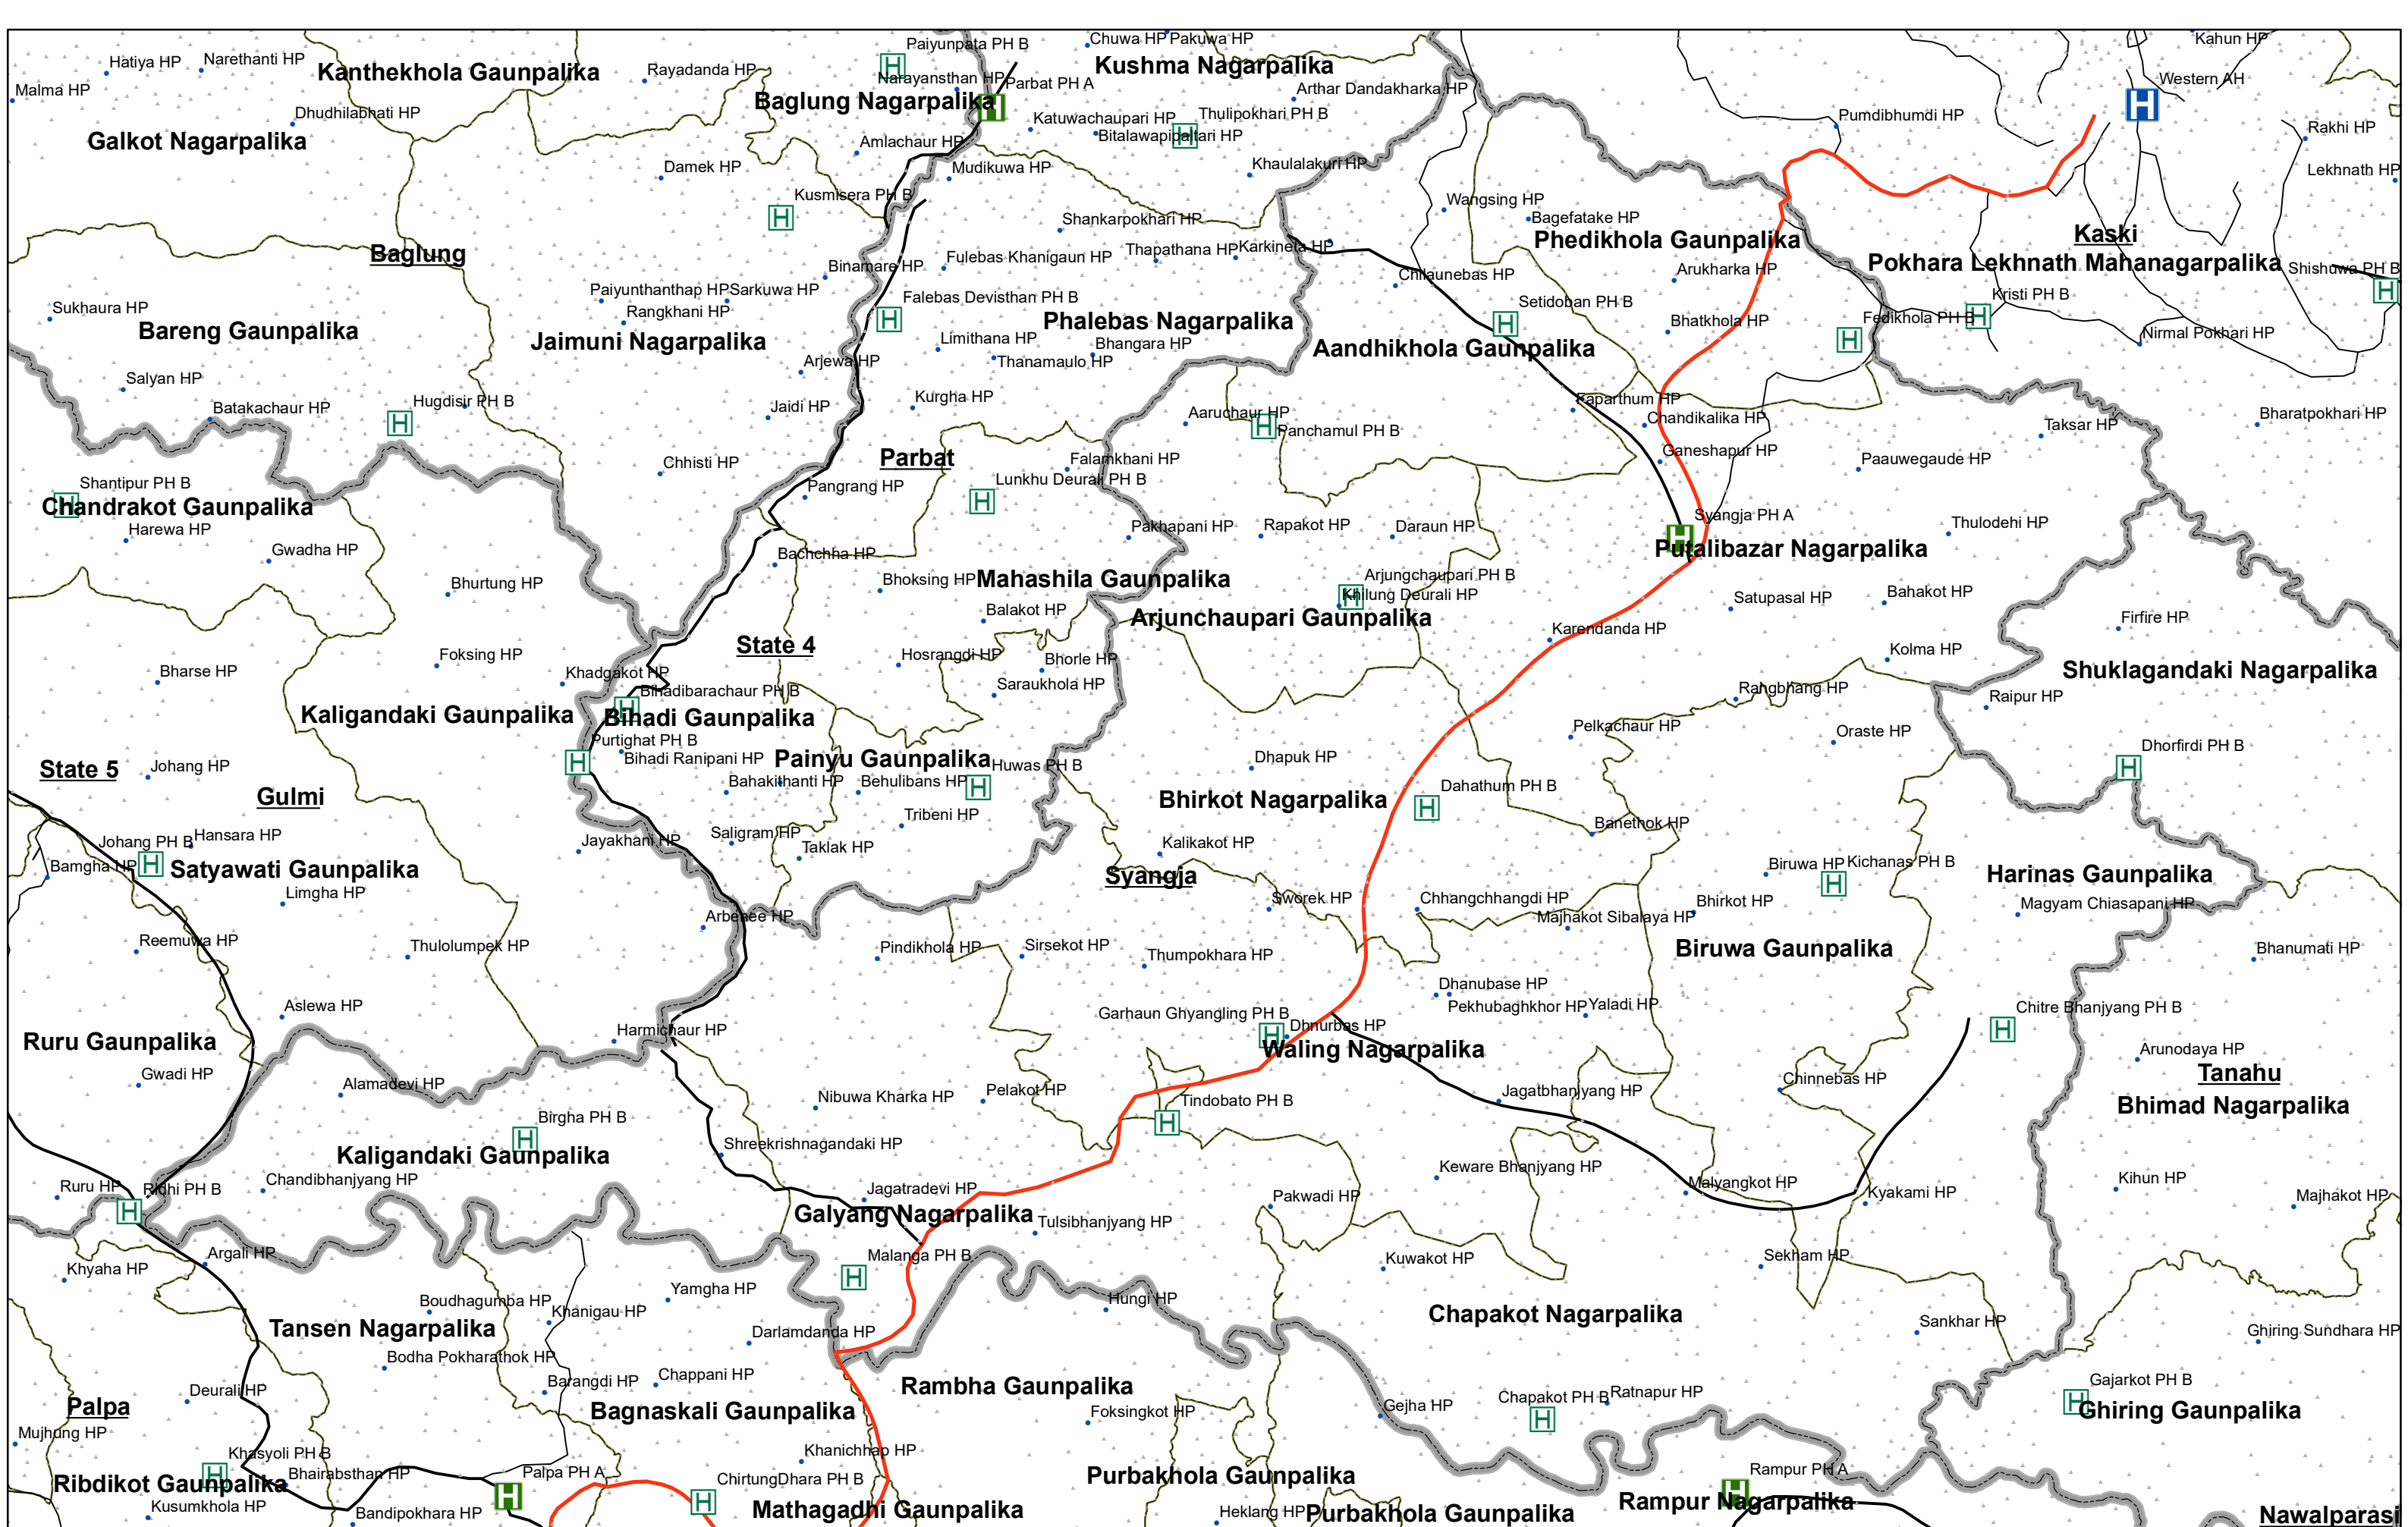 Paiyunpata PH B
Chuwa HP
Pakuwa HP
Kahun HP
Hatiya HP
Narethanti HP
Kanthekhola Gaunpalika
Rayadanda HP
Narayansthan HP
Parbat PH A
Kushma Nagarpalika
Western AH
Malma HP
Baglung Nagarpalika
Arthar Dandakharka HP
Dhudhilabhati HP
Katuwachaupari HP
Thulipokhari PH B
Pumdibhumdi HP
Rakhi HP
Galkot Nagarpalika
Amlachaur HP
Bitalawapipaltari HP
Damek HP
Mudikuwa HP
Khaulalakuri HP
Lekhnath HP
Kusmisera PH B
Wangsing HP
Shankarpokhari HP
Bagefatake HP
Baglung
Thapathana HP
Karkineta HP
Phedikhola Gaunpalika
Kaski
Binamare HP
Fulebas Khanigaun HP
Chilaunebas HP
Arukharka HP
Pokhara Lekhnath Mahanagarpalika
Shishuwa PH B
Paiyunthanthap HP
Sarkuwa HP
Falebas Devisthan PH B
Setidoban PH B
Kristi PH B
Sukhaura HP
Rangkhani HP
Phalebas Nagarpalika
Bhatkhola HP
Fedikhola PH B
Nirmal Pokhari HP
Bareng Gaunpalika
Jaimuni Nagarpalika
Limithana HP
Bhangara HP
Aandhikhola Gaunpalika
Arjewa HP
Thanamaulo HP
Salyan HP
Batakachaur HP
Hugdisir PH B
Jaidi HP
Kurgha HP
Aaruchaur HP
Faparthum HP
Chandikalika HP
Bharatpokhari HP
Panchamul PH B
Taksar HP
Chhisti HP
Parbat
Falamkhani HP
Ganeshapur HP
Paauwegaude HP
Shantipur PH B
Pangrang HP
Lunkhu Deurali PH B
Chandrakot Gaunpalika
Harewa HP
Pakhapani HP
Rapakot HP
Daraun HP
Syangja PH A
Thulodehi HP
Gwadha HP
Bachchha HP
Putalibazar Nagarpalika
Bhurtung HP
Bhoksing HP
Mahashila Gaunpalika
Arjungchaupari PH B
Khilung Deurali HP
Satupasal HP
Bahakot HP
Balakot HP
Arjunchaupari Gaunpalika
Firfire HP
State 4
Karendanda HP
Foksing HP
Hosrangdi HP
Bhorle HP
Kolma HP
Bharse HP
Khadgakot HP
Shuklagandaki Nagarpalika
Bihadibarachaur PH B
Saraukhola HP
Rangbhang HP
Raipur HP
Kaligandaki Gaunpalika
Bihadi Gaunpalika
Pelkachaur HP
Oraste HP
Purtighat PH B
Dhorfirdi PH B
State 5
Johang HP
Bihadi Ranipani HP
Painyu Gaunpalika
Huwas PH B
Dhapuk HP
Gulmi
Bahakithanti HP
Behulibans HP
Bhirkot Nagarpalika
Dahathum PH B
Tribeni HP
Banethok HP
Johang PH B
Hansara HP
Jayakhani HP
Saligram HP
Taklak HP
Kalikakot HP
Bamgha HP
Satyawati Gaunpalika
Syangja
Biruwa HP
Kichanas PH B
Harinas Gaunpalika
Limgha HP
Arbenee HP
Sworek HP
Chhangchhangdi HP
Bhirkot HP
Magyam Chiasapani HP
Majhakot Sibalaya HP
Reemuwa HP
Thulolumpek HP
Pindikhola HP
Sirsekot HP
Thumpokhara HP
Biruwa Gaunpalika
Bhanumati HP
Dhanubase HP
Aslewa HP
Garhaun Ghyangling PH B
Pekhubaghkhor HP
Yaladi HP
Chitre Bhanjyang PH B
Harmichaur HP
Dhnurbas HP
Ruru Gaunpalika
Waling Nagarpalika
Arunodaya HP
Gwadi HP
Alamadevi HP
Chinnebas HP
Tanahu
Nibuwa Kharka HP
Pelakot HP
Tindobato PH B
Jagatbhanjyang HP
Bhimad Nagarpalika
Birgha PH B
Kaligandaki Gaunpalika
Shreekrishnagandaki HP
Keware Bhanjyang HP
Ruru HP
Ridhi PH B
Chandibhanjyang HP
Jagatradevi HP
Pakwadi HP
Malyangkot HP
Kyakami HP
Kihun HP
Majhakot HP
Galyang Nagarpalika
Tulsibhanjyang HP
Argali HP
Malanga PH B
Kuwakot HP
Sekham HP
Khyaha HP
Yamgha HP
Boudhagumba HP
Khanigau HP
Hungi HP
Chapakot Nagarpalika
Tansen Nagarpalika
Darlamdanda HP
Sankhar HP
Ghiring Sundhara HP
Bodha Pokharathok HP
Deurali HP
Barangdi HP
Chappani HP
Rambha Gaunpalika
Gajarkot PH B
Palpa
Bagnaskali Gaunpalika
Foksingkot HP
Gejha HP
Chapakot PH B
Ratnapur HP
Ghiring Gaunpalika
Mujhung HP
Khasyoli PH B
Khanichhap HP
Ribdikot Gaunpalika
Bhairabsthan HP
Palpa PH A
ChirtungDhara PH B
Purbakhola Gaunpalika
Rampur PH A
Kusumkhola HP
Bandipokhara HP
Mathagadhi Gaunpalika
Heklang HP
Purbakhola Gaunpalika
Rampur Nagarpalika
Nawalparasi